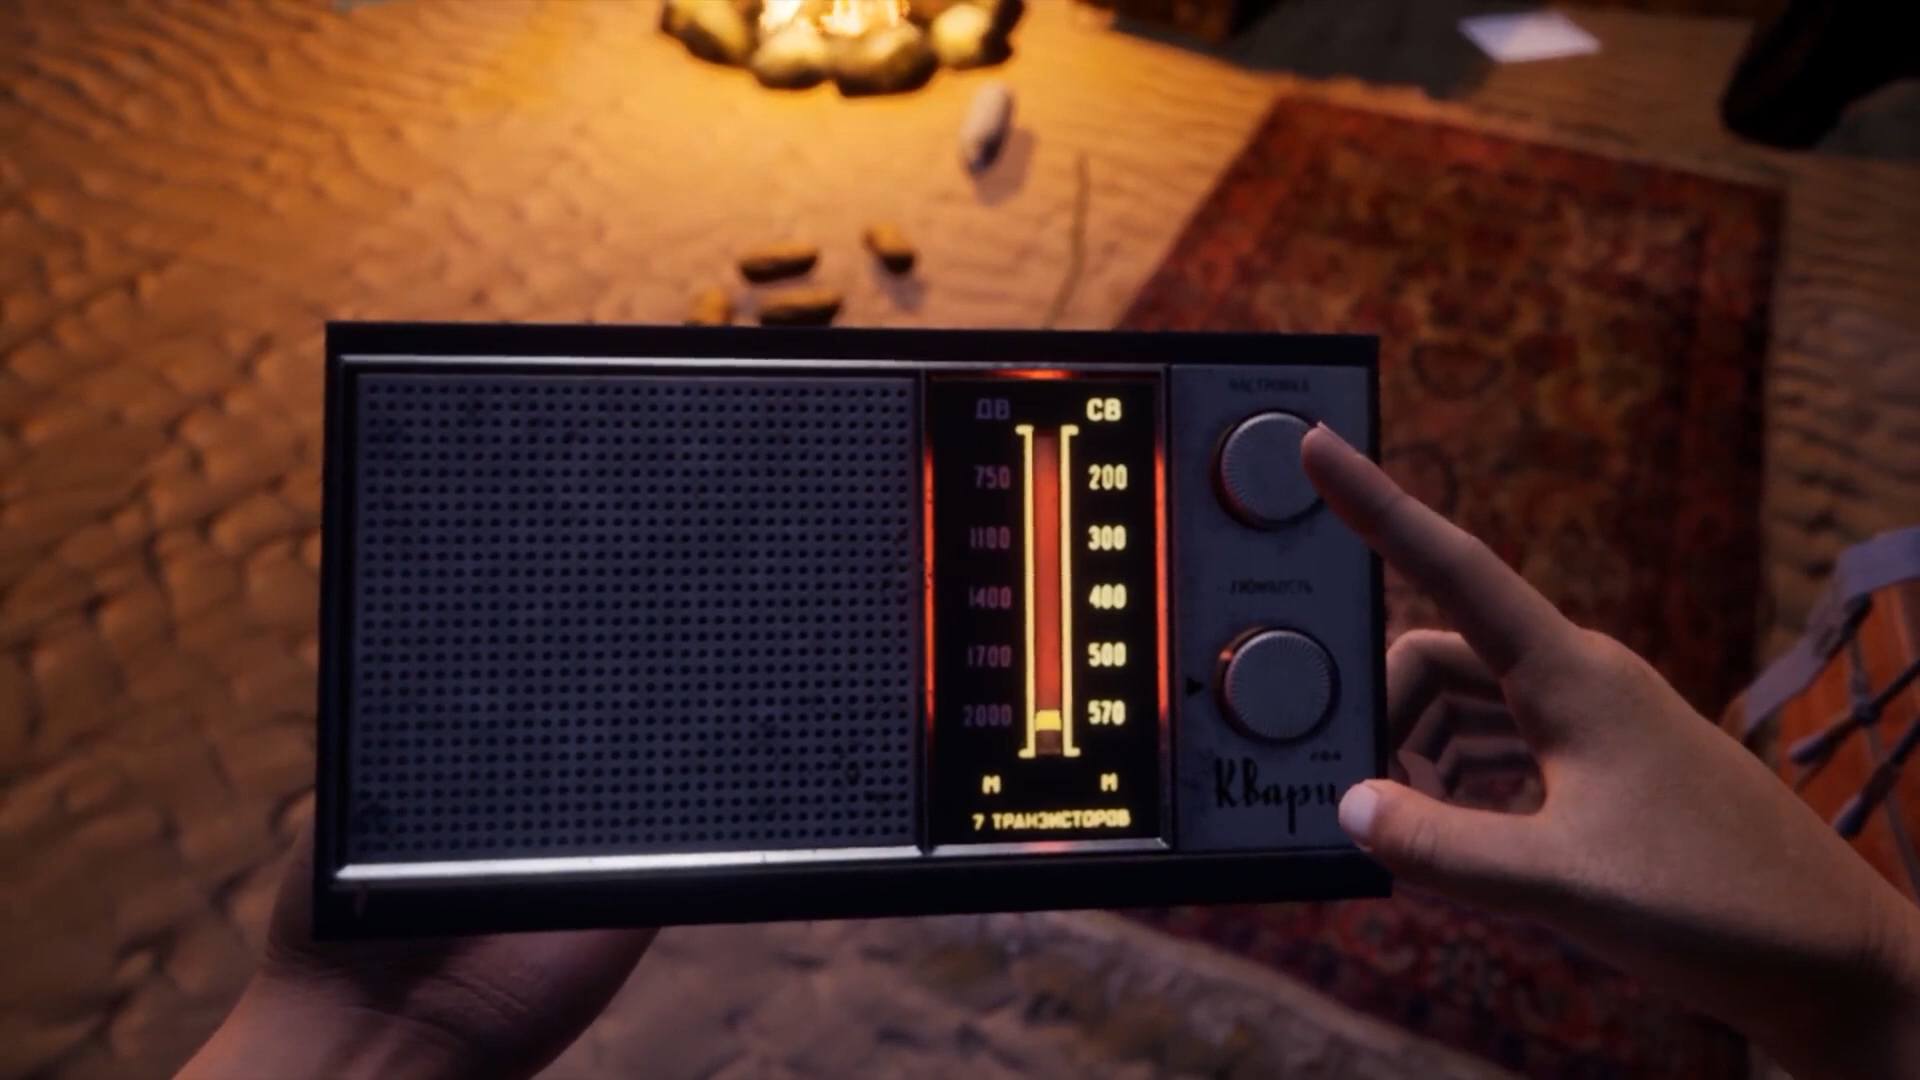 ДВ СВ
750 200
1100 300
1400 400
1700 500
2000 570
М М
7 ТРАНЗИСТОРОВ
НАСТРОЙКА
ГРОМКОСТЬ
Кварц